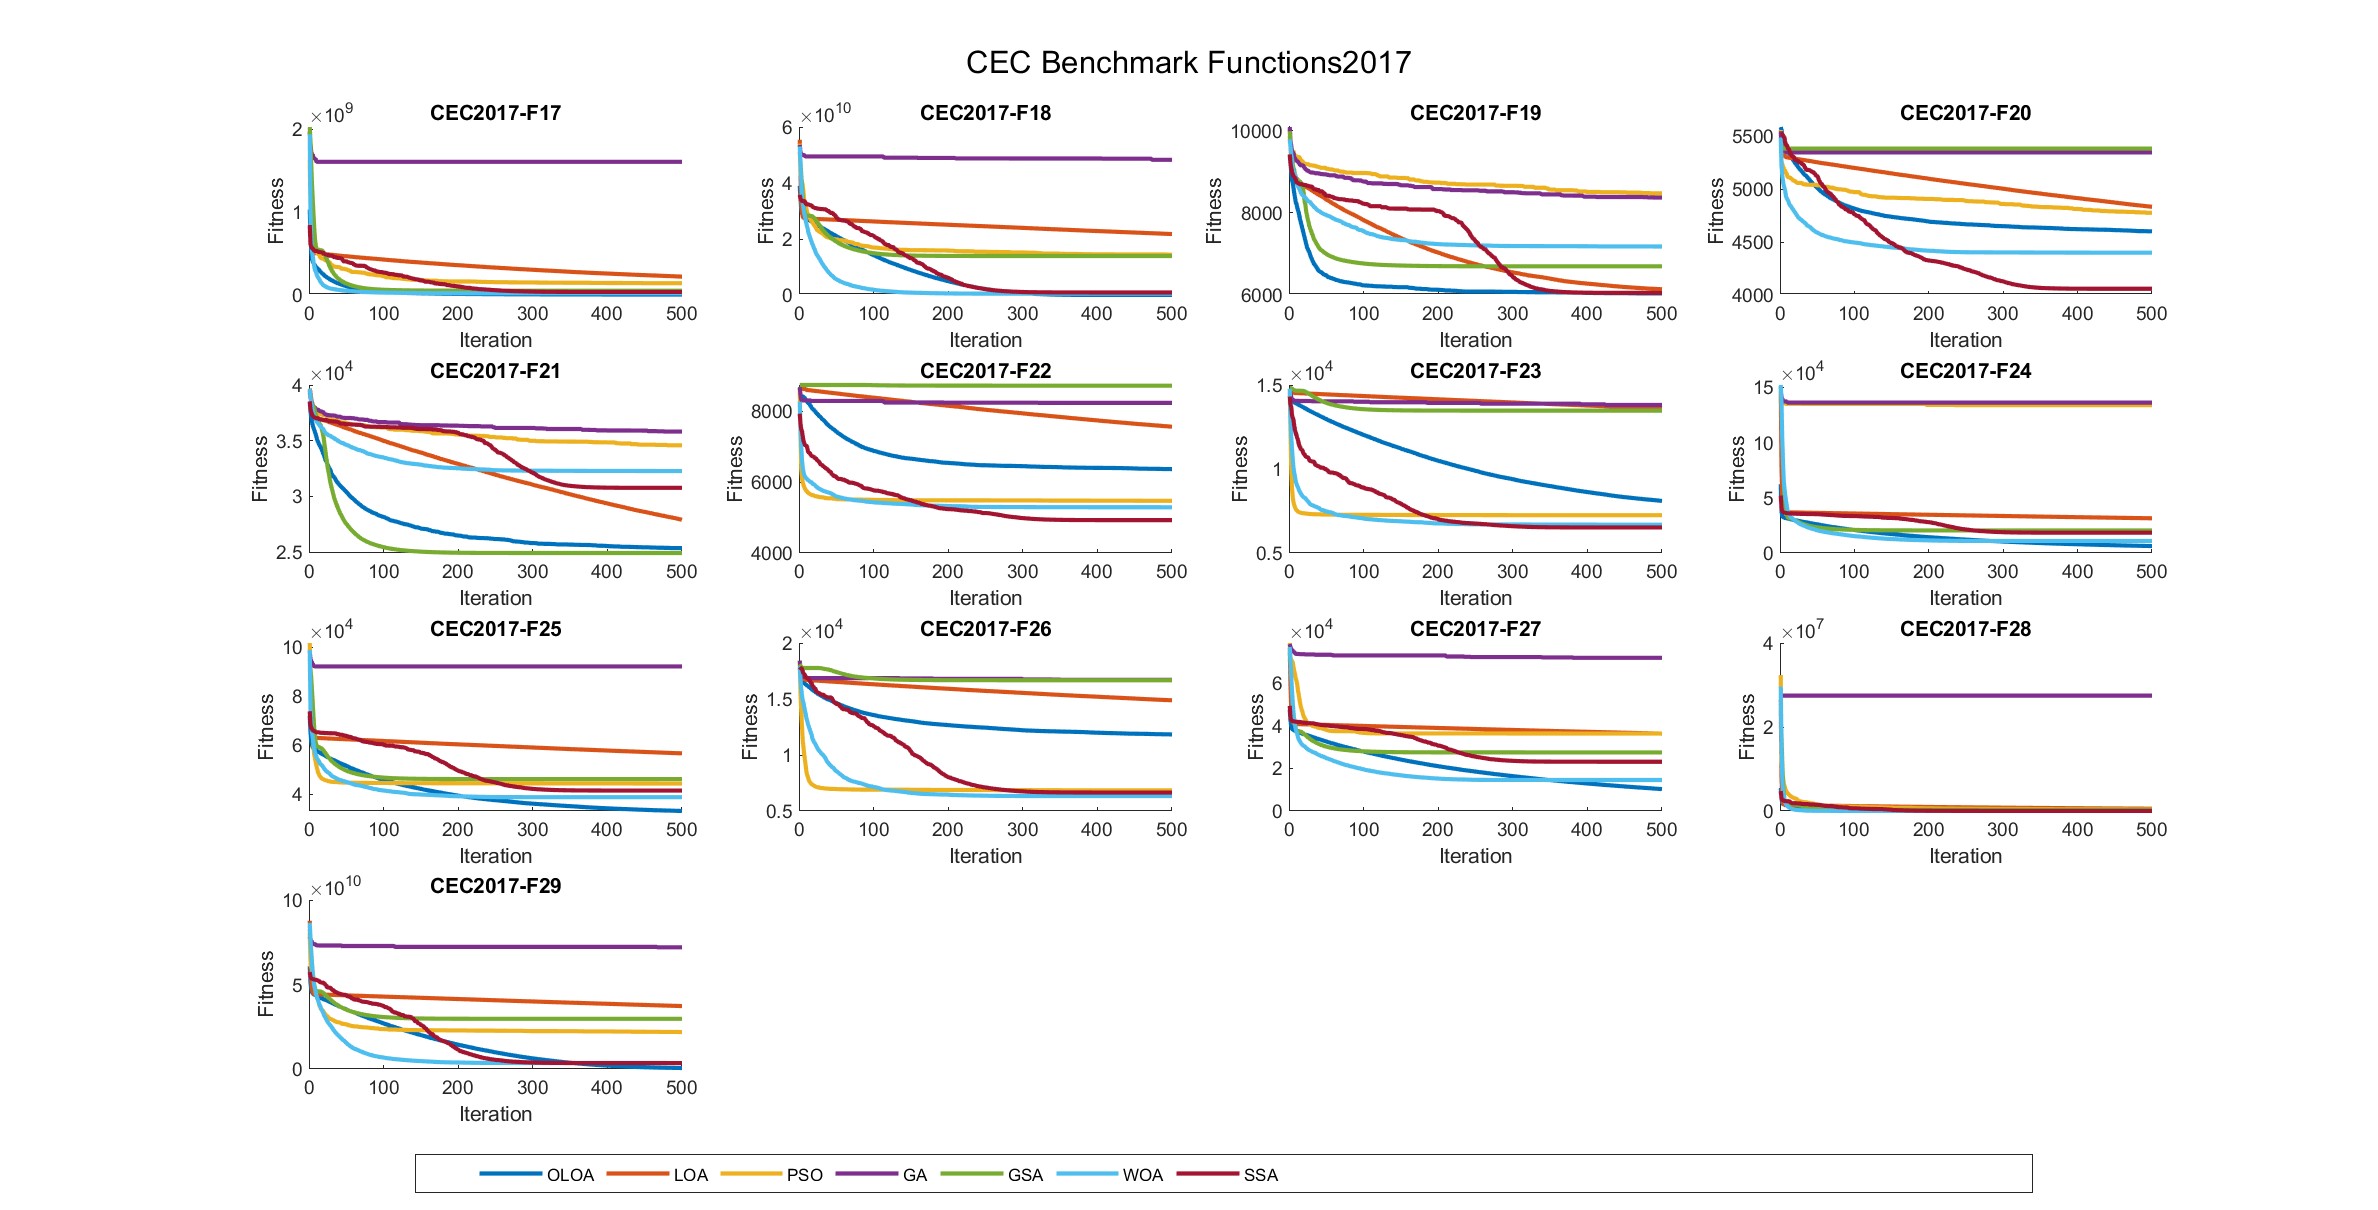 CEC Benchmark Functions2017
CEC2017-F17
×10^9
Fitness
2
1
0
0 100 200 300 400 500
Iteration
CEC2017-F18
×10^10
Fitness
6
4
2
0
0 100 200 300 400 500
Iteration
CEC2017-F19
Fitness
10000
8000
6000
0 100 200 300 400 500
Iteration
CEC2017-F20
Fitness
5500
5000
4500
4000
0 100 200 300 400 500
Iteration
CEC2017-F21
×10^4
Fitness
4
3.5
3
2.5
0 100 200 300 400 500
Iteration
CEC2017-F22
Fitness
8000
6000
4000
0 100 200 300 400 500
Iteration
CEC2017-F23
×10^4
Fitness
1.5
1
0.5
0 100 200 300 400 500
Iteration
CEC2017-F24
×10^4
Fitness
15
10
5
0
0 100 200 300 400 500
Iteration
CEC2017-F25
×10^4
Fitness
10
8
6
4
0 100 200 300 400 500
Iteration
CEC2017-F26
×10^4
Fitness
2
1.5
1
0.5
0 100 200 300 400 500
Iteration
CEC2017-F27
×10^4
Fitness
6
4
2
0
0 100 200 300 400 500
Iteration
CEC2017-F28
×10^7
Fitness
4
2
0
0 100 200 300 400 500
Iteration
CEC2017-F29
×10^10
Fitness
10
5
0
0 100 200 300 400 500
Iteration
OLOA LOA PSO GA GSA WOA SSA